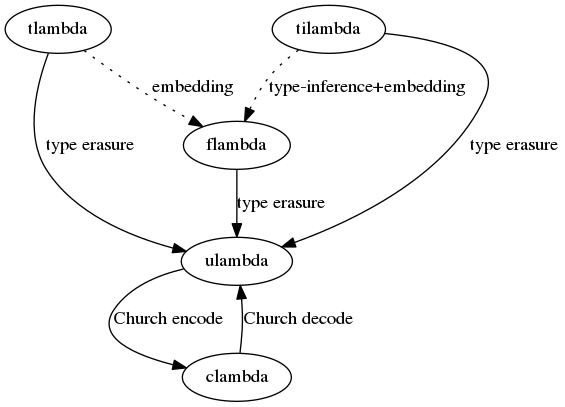 tlambda
tilambda
embedding
type-inference+embedding
flambda
type erasure
type erasure
type erasure
ulambda
Church encode
Church decode
clambda